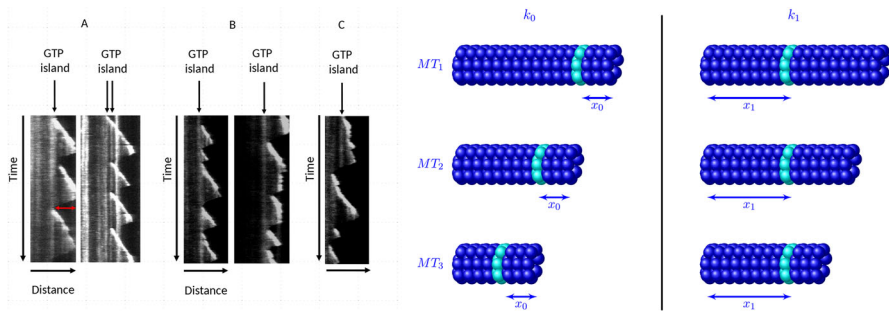 A
B
C
GTP
island
GTP
island
GTP
island
GTP
island
GTP
island
Time
Time
Time
Distance
Distance
k₀
k₁
MT₁
x₀
x₁
MT₂
x₀
x₁
MT₃
x₀
x₁